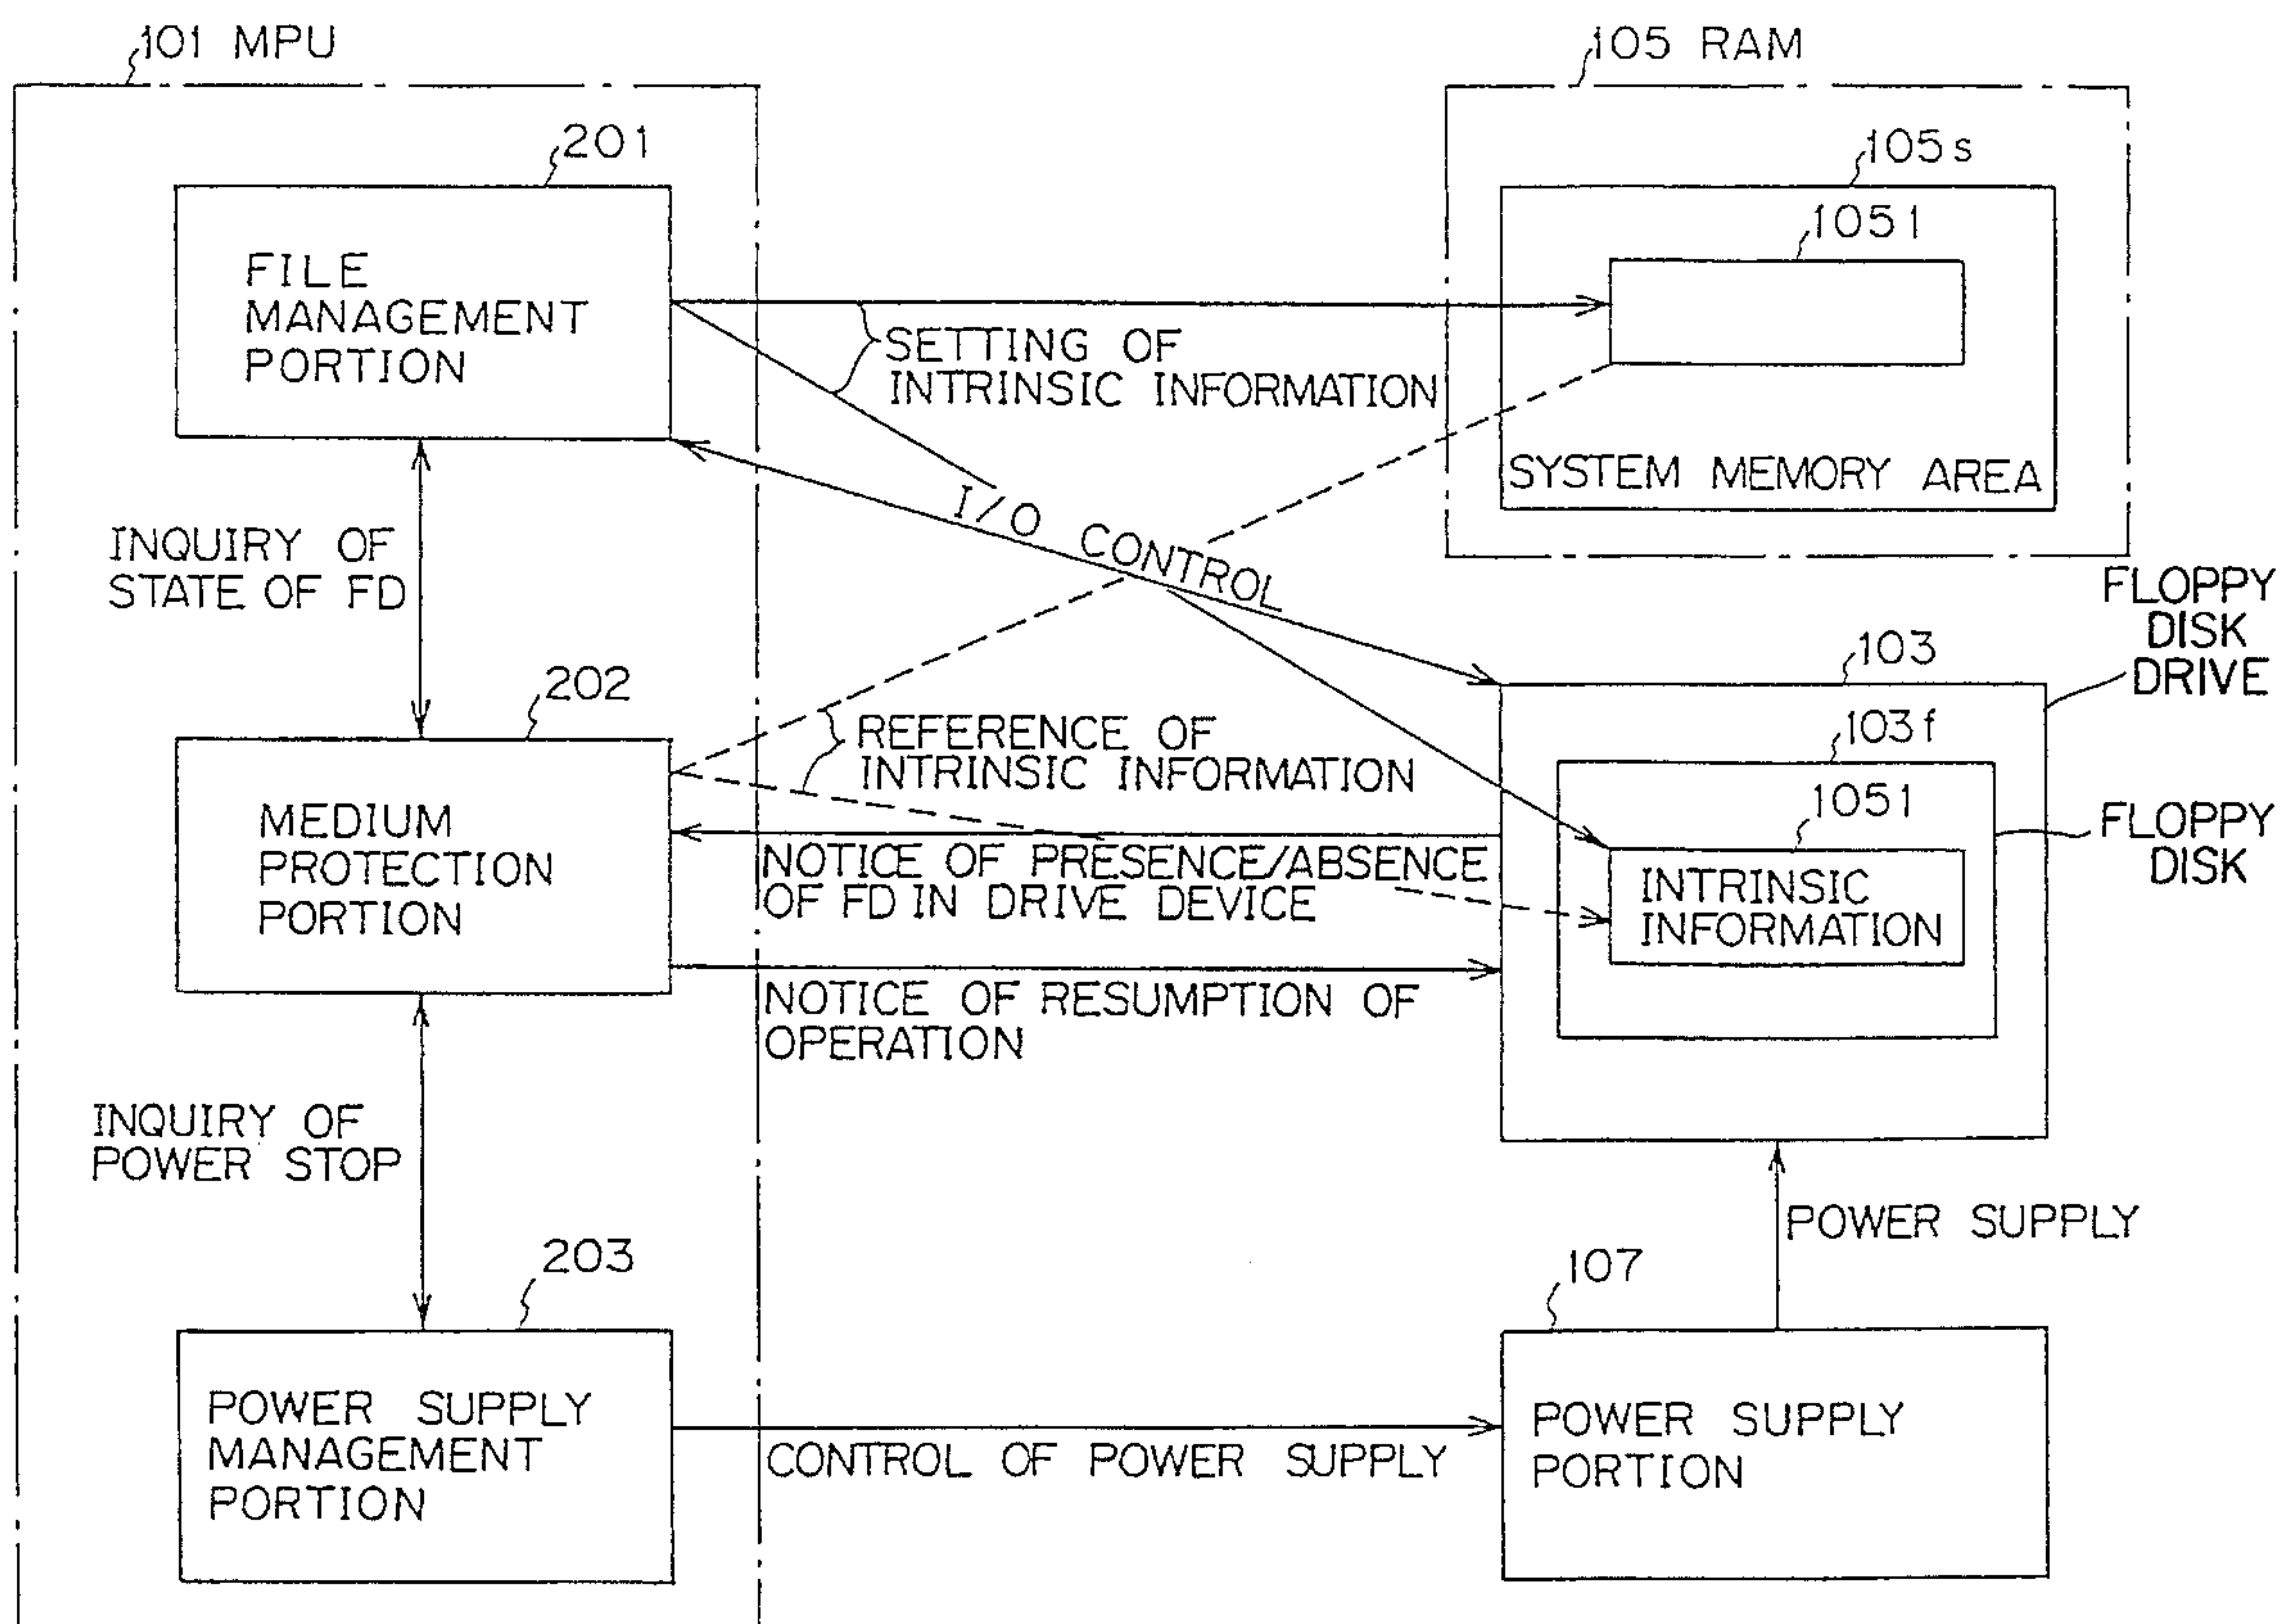 101 MPU
105 RAM
201
105s
1051
FILE
MANAGEMENT
PORTION
SETTING OF
INTRINSIC INFORMATION
SYSTEM MEMORY AREA
I/O CONTROL
INQUIRY OF
STATE OF FD
FLOPPY
DISK
DRIVE
103
202
103f
REFERENCE OF
INTRINSIC INFORMATION
1051
FLOPPY
DISK
MEDIUM
PROTECTION
PORTION
NOTICE OF PRESENCE/ABSENCE
OF FD IN DRIVE DEVICE
INTRINSIC
INFORMATION
NOTICE OF RESUMPTION OF
OPERATION
INQUIRY OF
POWER STOP
POWER SUPPLY
203
107
POWER SUPPLY
MANAGEMENT
PORTION
CONTROL OF POWER SUPPLY
POWER SUPPLY
PORTION